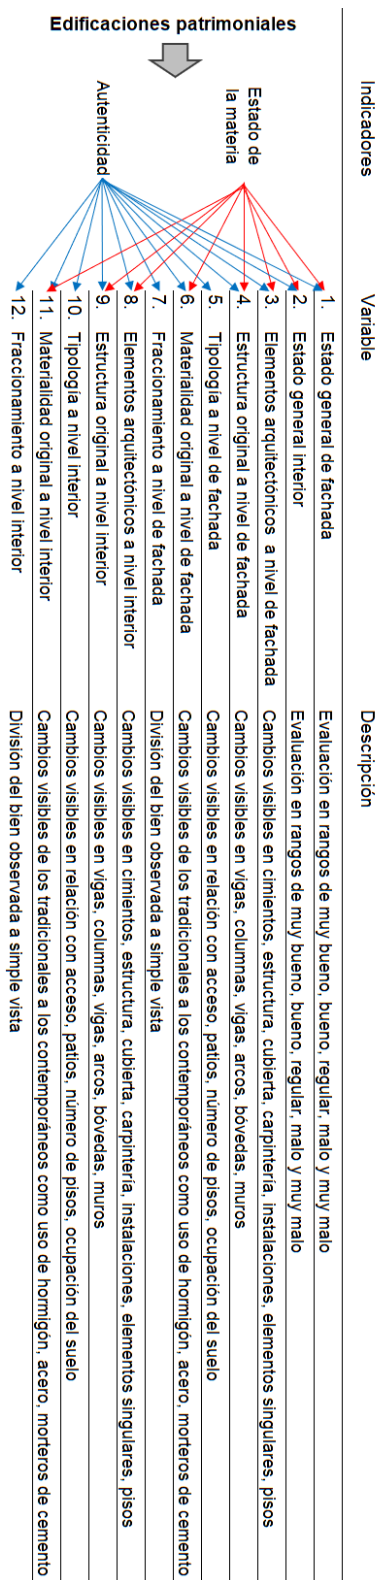 Indicadores Variable Descripción
Edificaciones patrimoniales
Estado de
la materia
Autenticidad
1. Estado general de fachada Evaluación en rangos de muy bueno, bueno, regular, malo y muy malo
2. Estado general interior Evaluación en rangos de muy bueno, bueno, regular, malo y muy malo
3. Elementos arquitectónicos a nivel de fachada Cambios visibles en cimientos, estructura, cubierta, carpintería, instalaciones, elementos singulares, pisos
4. Estructura original a nivel de fachada Cambios visibles en vigas, columnas, vigas, arcos, bóvedas, muros
5. Tipología a nivel de fachada Cambios visibles en relación con acceso, patios, número de pisos, ocupación del suelo
6. Materialidad original a nivel de fachada Cambios visibles de los tradicionales a los contemporáneos como uso de hormigón, acero, morteros de cemento
7. Fraccionamiento a nivel de fachada División del bien observada a simple vista
8. Elementos arquitectónicos a nivel interior Cambios visibles en cimientos, estructura, cubierta, carpintería, instalaciones, elementos singulares, pisos
9. Estructura original a nivel interior Cambios visibles en vigas, columnas, vigas, arcos, bóvedas, muros
10. Tipología a nivel interior Cambios visibles en relación con acceso, patios, número de pisos, ocupación del suelo
11. Materialidad original a nivel interior Cambios visibles de los tradicionales a los contemporáneos como uso de hormigón, acero, morteros de cemento
12. Fraccionamiento a nivel interior División del bien observada a simple vista